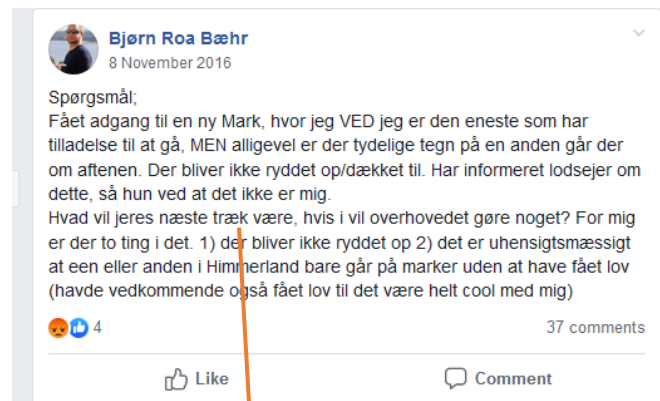 Bjørn Roa Bæhr
8 November 2016
Spørgsmål;
Fået adgang til en ny Mark, hvor jeg VED jeg er den eneste som har
tilladelse til at gå, MEN alligevel er der tydelige tegn på en anden går der
om aftenen. Der bliver ikke ryddet op/dækket til. Har informeret lodsejer om
dette, så hun ved at det ikke er mig.
Hvad vil jeres næste træk være, hvis i vil overhovedet gøre noget? For mig
er der to ting i det. 1) der bliver ikke ryddet op 2) det er uhensigtsmæssigt
at een eller anden i Himmerland bare går på marker uden at have fået lov
(havde vedkommende også fået lov til det være helt cool med mig)
4
37 comments
Like
Comment